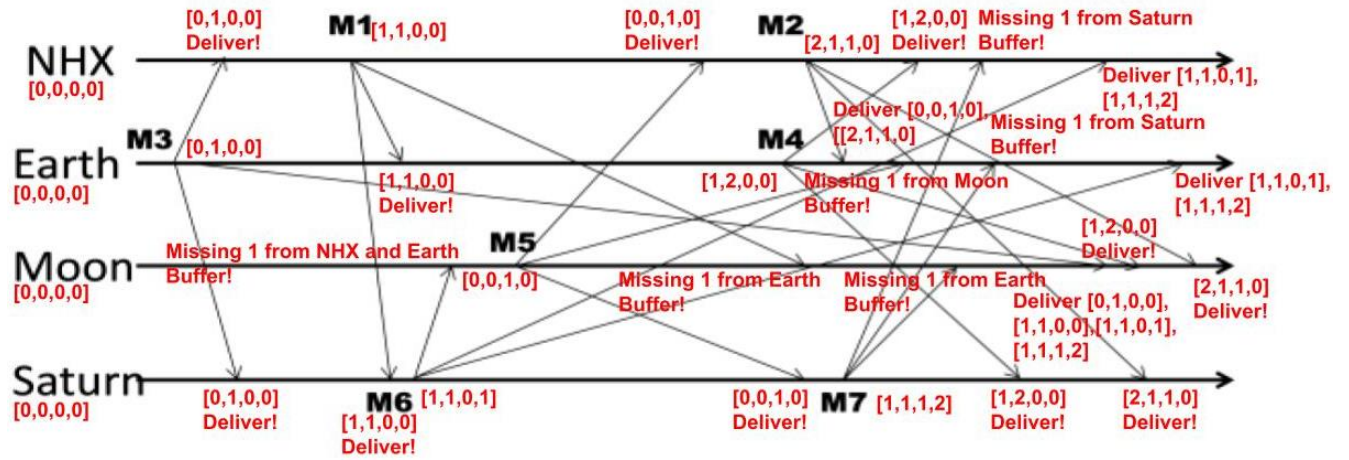 [0,1,0,0]
Deliver!
M1
[1,1,0,0]
[0,0,1,0]
Deliver!
M2
[2,1,1,0]
[1,2,0,0]
Deliver!
Missing 1 from Saturn
Buffer!
NHX
[0,0,0,0]
Deliver [1,1,0,1],
[1,1,1,2]
M3
[0,1,0,0]
M4
Deliver [0,0,1,0],
[[2,1,1,0]
Missing 1 from Saturn
Buffer!
Earth
[0,0,0,0]
[1,1,0,0]
Deliver!
[1,2,0,0]
Missing 1 from Moon
Buffer!
Deliver [1,1,0,1],
[1,1,1,2]
Missing 1 from NHX and Earth
Buffer!
M5
[1,2,0,0]
Deliver!
Moon
[0,0,0,0]
[0,0,1,0]
Missing 1 from Earth
Buffer!
Missing 1 from Earth
Buffer!
Deliver [0,1,0,0],
[1,1,0,0],[1,1,0,1],
[1,1,1,2]
[2,1,1,0]
Deliver!
Saturn
[0,0,0,0]
[0,1,0,0]
Deliver!
M6
[1,1,0,1]
[1,1,0,0]
Deliver!
[0,0,1,0]
Deliver!
M7
[1,1,1,2]
[1,2,0,0]
Deliver!
[2,1,1,0]
Deliver!